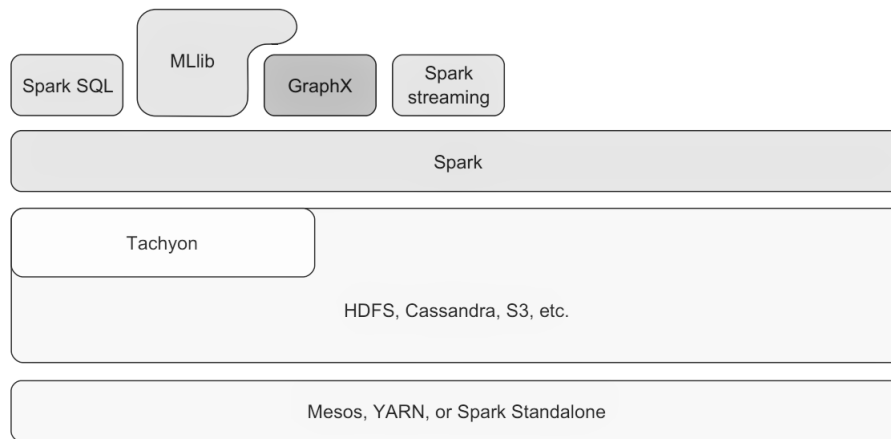 MLlib
Spark SQL
GraphX
Spark
streaming
Spark
Tachyon
HDFS, Cassandra, S3, etc.
Mesos, YARN, or Spark Standalone